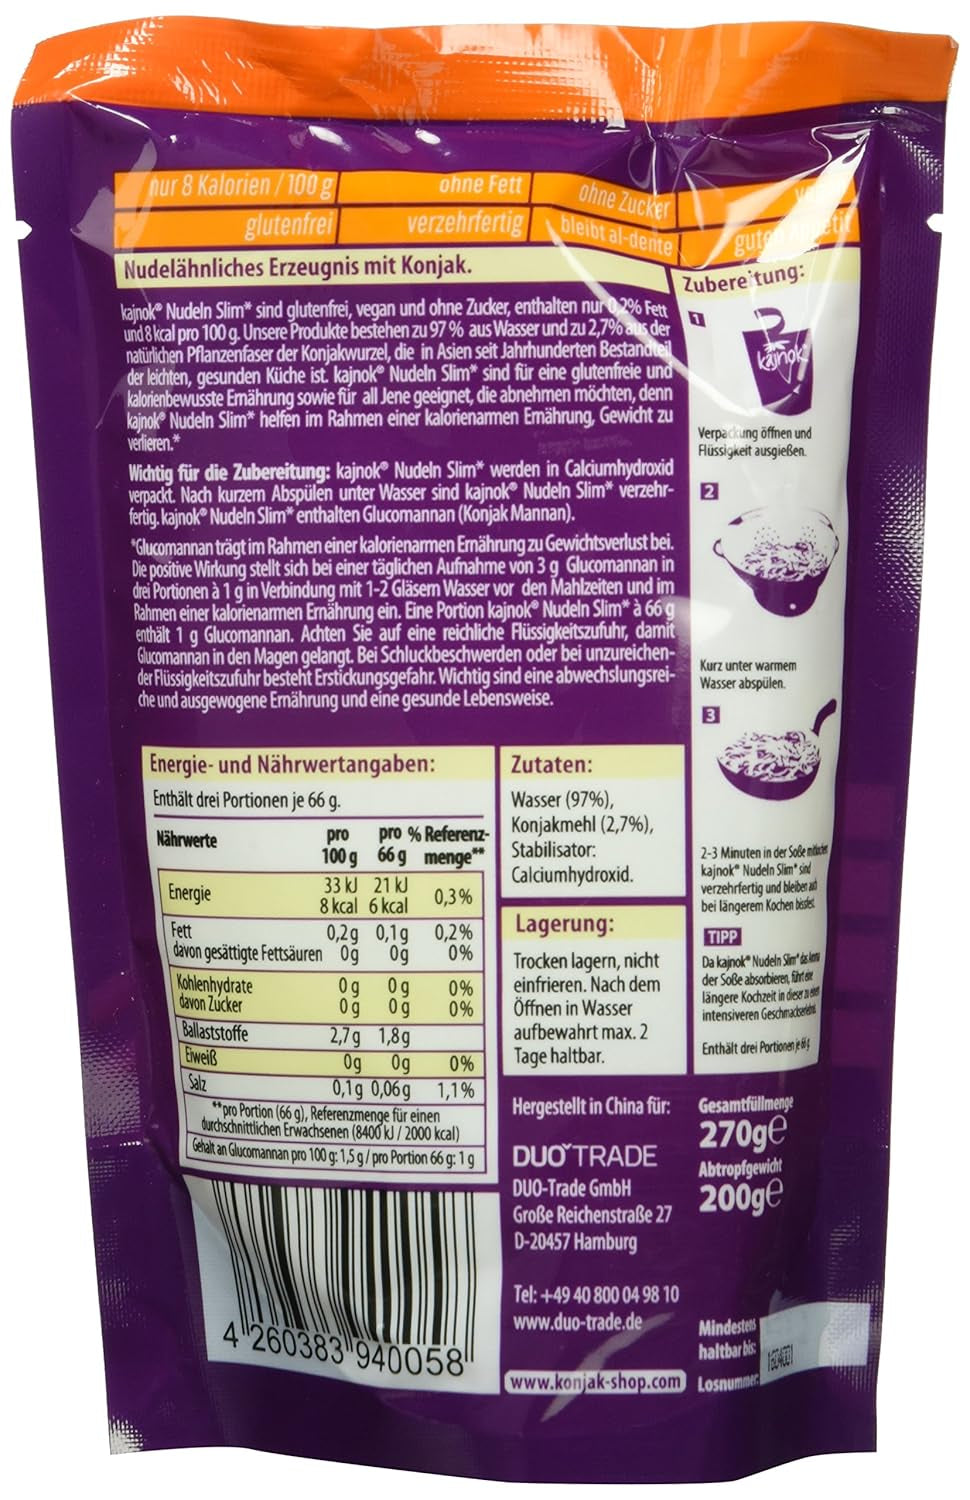 nur 8 Kalorien / 100 g
ohne Fett
ohne Zucker
glutenfrei
verzehrfertig
bleibt al-dente
Nudelähnliches Erzeugnis mit Konjak.
kajnok® Nudeln Slim* sind glutenfrei, vegan und ohne Zucker, enthalten nur 0,2% Fett
und 8 kcal pro 100 g. Unsere Produkte bestehen zu 97 % aus Wasser und zu 2,7% aus der
natürlichen Pflanzenfaser der Konjakwurzel, die in Asien seit Jahrhunderten Bestandteil
der leichten, gesunden Küche ist. kajnok® Nudeln Slim* sind für eine glutenfreie und
kalorienbewusste Ernährung sowie für all Jene geeignet, die abnehmen möchten, denn
kajnok® Nudeln Slim* helfen im Rahmen einer kalorienarmen Ernährung, Gewicht zu
verlieren.*
Wichtig für die Zubereitung: kajnok® Nudeln Slim* werden in Calciumhydroxid
verpackt. Nach kurzem Abspülen unter Wasser sind kajnok® Nudeln Slim* verzehr-
fertig. kajnok® Nudeln Slim* enthalten Glucomannan (Konjak Mannan).
*Glucomannan trägt im Rahmen einer kalorienarmen Ernährung zu Gewichtsverlust bei.
Die positive Wirkung stellt sich bei einer täglichen Aufnahme von 3 g Glucomannan in
drei Portionen à 1 g in Verbindung mit 1-2 Gläsern Wasser vor den Mahlzeiten und im
Rahmen einer kalorienarmen Ernährung ein. Eine Portion kajnok® Nudeln Slim* à 66 g
enthält 1 g Glucomannan. Achten Sie auf eine reichliche Flüssigkeitszufuhr, damit
Glucomannan in den Magen gelangt. Bei Schluckbeschwerden oder bei unzureichen-
der Flüssigkeitszufuhr besteht Erstickungsgefahr. Wichtig sind eine abwechslungsrei-
che und ausgewogene Ernährung und eine gesunde Lebensweise.
Zubereitung:
1
kajnok
Verpackung öffnen und
Flüssigkeit ausgießen.
2
Kurz unter warmem
Wasser abspülen.
3
2-3 Minuten in der Soße
kajnok® Nudeln Slim* sind
verzehrfertig und bleiben
bei längerem Kochen bissfest.
TIPP
Da kajnok® Nudeln Slim* das
der Soße absorbieren, führt eine
längere Kochzeit in dieser zu
intensiveren
Enthält drei Portionen je 66 g
Energie- und Nährwertangaben:
Enthält drei Portionen je 66 g.
Nährwerte pro 100 g pro 66 g % Referenz-menge**
Energie 33 kJ 21 kJ
8 kcal 6 kcal 0,3%
Fett 0,2g 0,1g 0,2%
davon gesättigte Fettsäuren 0g 0g 0%
Kohlenhydrate 0g 0g 0%
davon Zucker 0g 0g 0%
Ballaststoffe 2,7g 1,8g
Eiweiß 0g 0g 0%
Salz 0,1g 0,06g 1,1%
**pro Portion (66 g), Referenzmenge für einen
durchschnittlichen Erwachsenen (8400 kJ / 2000 kcal)
Gehalt an Glucomannan pro 100 g: 1,5 g / pro Portion 66 g: 1 g
Zutaten:
Wasser (97%),
Konjakmehl (2,7%),
Stabilisator:
Calciumhydroxid.
Lagerung:
Trocken lagern, nicht
einfrieren. Nach dem
Öffnen in Wasser
aufbewahrt max. 2
Tage haltbar.
Hergestellt in China für:
DUO TRADE
DUO-Trade GmbH
Große Reichenstraße 27
D-20457 Hamburg
Tel: +49 40 800 04 98 10
www.duo-trade.de
www.konjak-shop.com
Gesamtfüllmenge
270g℮
Abtropfgewicht
200g℮
Mindestens
haltbar bis:
Losnummer:
4 260383 940058